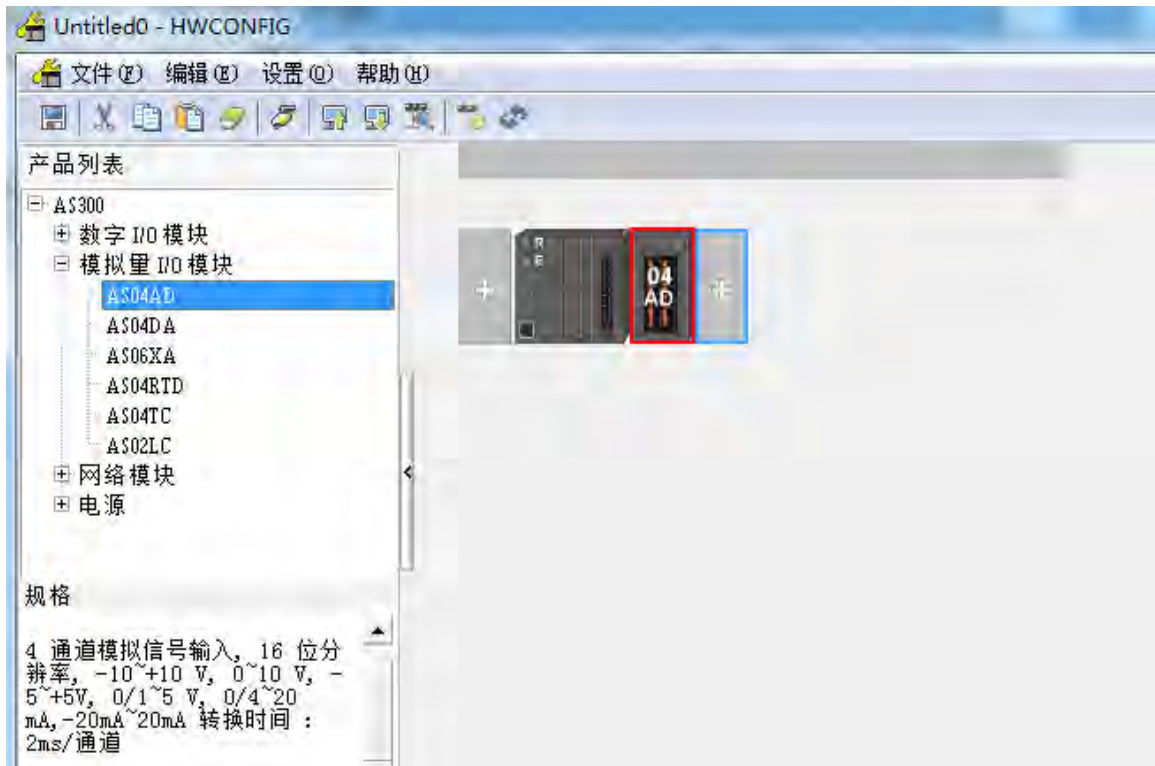 Untitled0 - HWCONFIG
文件(F) 编辑(E) 设置(O) 帮助(H)
产品列表
AS300
数字 I/O 模块
模拟量 I/O 模块
AS04AD
AS04DA
AS06XA
AS04RTD
AS04TC
AS02LC
网络模块
电源
R
E
04
AD
规格
4 通道模拟信号输入, 16 位分
辨率, -10~+10 V, 0~10 V, -
5~+5V, 0/1~5 V, 0/4~20
mA,-20mA~20mA 转换时间 :
2ms/通道